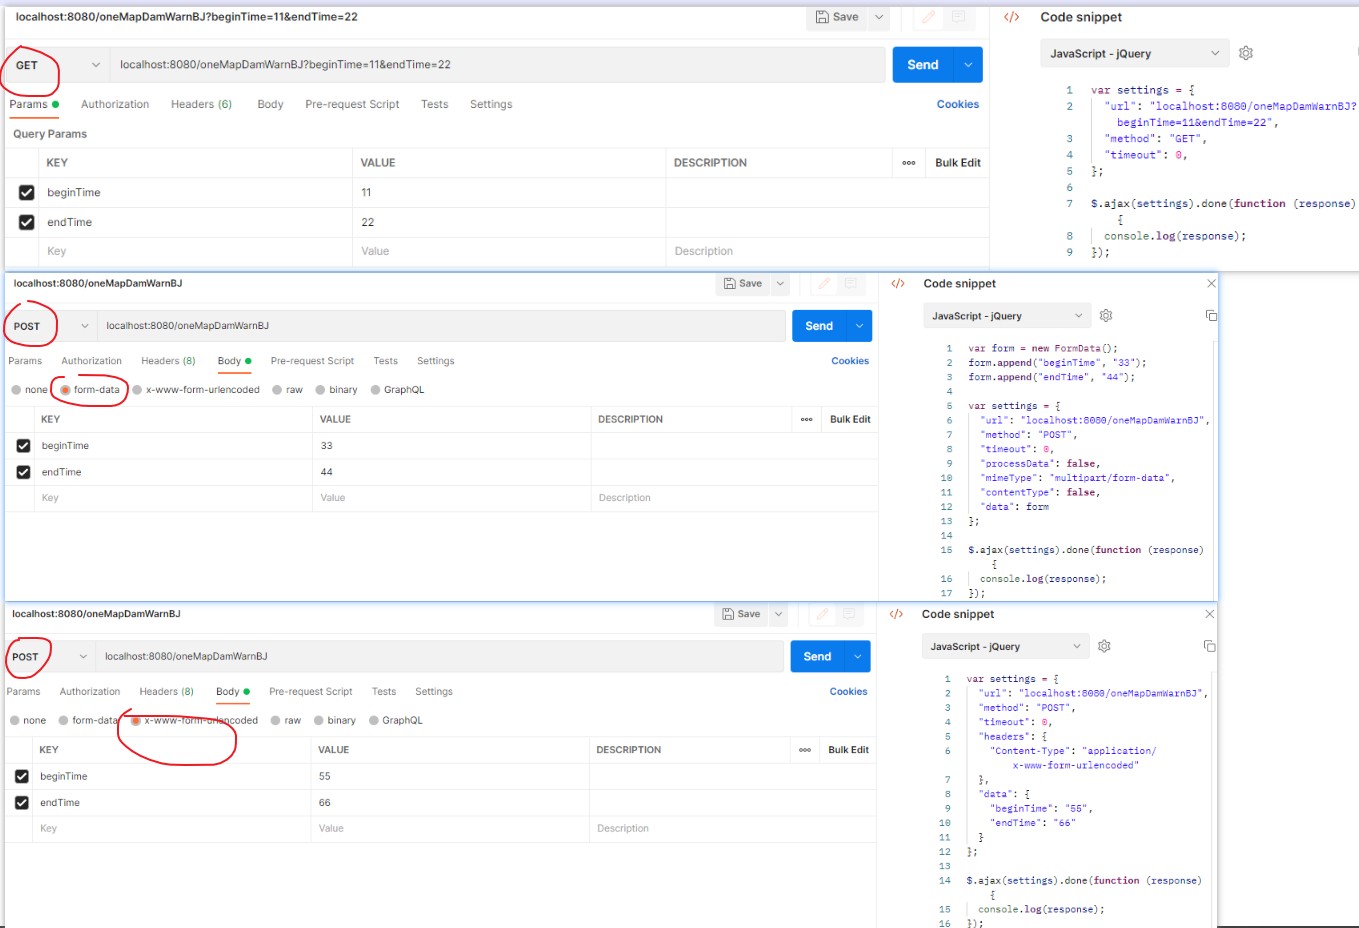 localhost:8080/oneMapDamWarnBJ?beginTime=11&endTime=22
Save
GET
localhost:8080/oneMapDamWarnBJ?beginTime=11&endTime=22
Send
Params Authorization Headers (6) Body Pre-request Script Tests Settings Cookies
Query Params
KEY VALUE DESCRIPTION ooo Bulk Edit
beginTime 11
endTime 22
Key Value Description
</> Code snippet
JavaScript - jQuery
1 var settings = {
2 "url": "localhost:8080/oneMapDamWarnBJ?
beginTime=11&endTime=22",
3 "method": "GET",
4 "timeout": 0,
5 };
6
7 $.ajax(settings).done(function (response)
{
8 console.log(response);
9 });
localhost:8080/oneMapDamWarnBJ
Save
POST
localhost:8080/oneMapDamWarnBJ
Send
Params Authorization Headers (8) Body Pre-request Script Tests Settings Cookies
none form-data x-www-form-urlencoded raw binary GraphQL
KEY VALUE DESCRIPTION ooo Bulk Edit
beginTime 33
endTime 44
Key Value Description
</> Code snippet
JavaScript - jQuery
1 var form = new FormData();
2 form.append("beginTime", "33");
3 form.append("endTime", "44");
4
5 var settings = {
6 "url": "localhost:8080/oneMapDamWarnBJ",
7 "method": "POST",
8 "timeout": 0,
9 "processData": false,
10 "mimeType": "multipart/form-data",
11 "contentType": false,
12 "data": form
13 };
14
15 $.ajax(settings).done(function (response)
{
16 console.log(response);
17 });
localhost:8080/oneMapDamWarnBJ
Save
POST
localhost:8080/oneMapDamWarnBJ
Send
Params Authorization Headers (8) Body Pre-request Script Tests Settings Cookies
none form-data x-www-form-urlencoded raw binary GraphQL
KEY VALUE DESCRIPTION ooo Bulk Edit
beginTime 55
endTime 66
Key Value Description
</> Code snippet
JavaScript - jQuery
1 var settings = {
2 "url": "localhost:8080/oneMapDamWarnBJ",
3 "method": "POST",
4 "timeout": 0,
5 "headers": {
6 "Content-Type": "application/
x-www-form-urlencoded"
7 },
8 "data": {
9 "beginTime": "55",
10 "endTime": "66"
11 }
12 };
13
14 $.ajax(settings).done(function (response)
{
15 console.log(response);
16 });